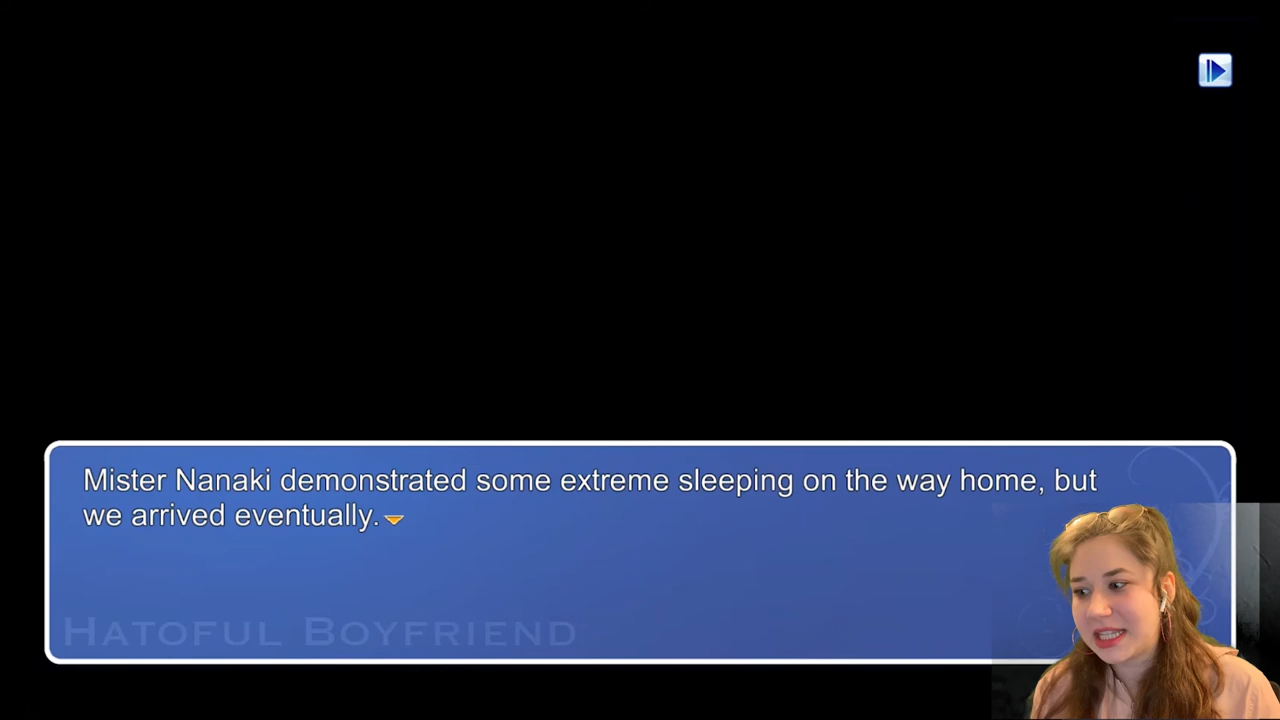 Mister Nanaki demonstrated some extreme sleeping on the way home, but
we arrived eventually.
HATOFUL BOYFRIEND